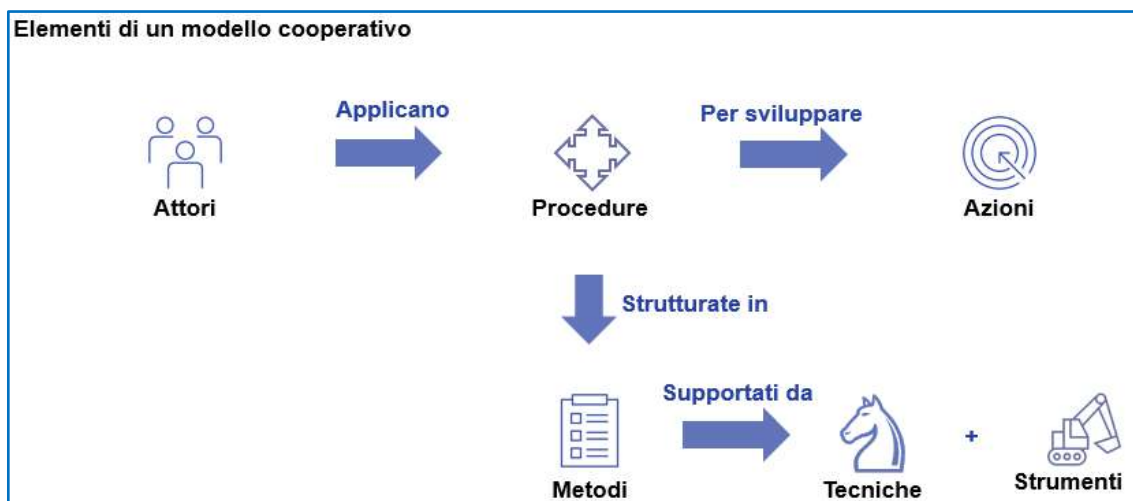 Elementi di un modello cooperativo
Applicano
Per sviluppare
Attori
Procedure
Azioni
Strutturate in
Supportati da
+
Metodi
Tecniche
Strumenti